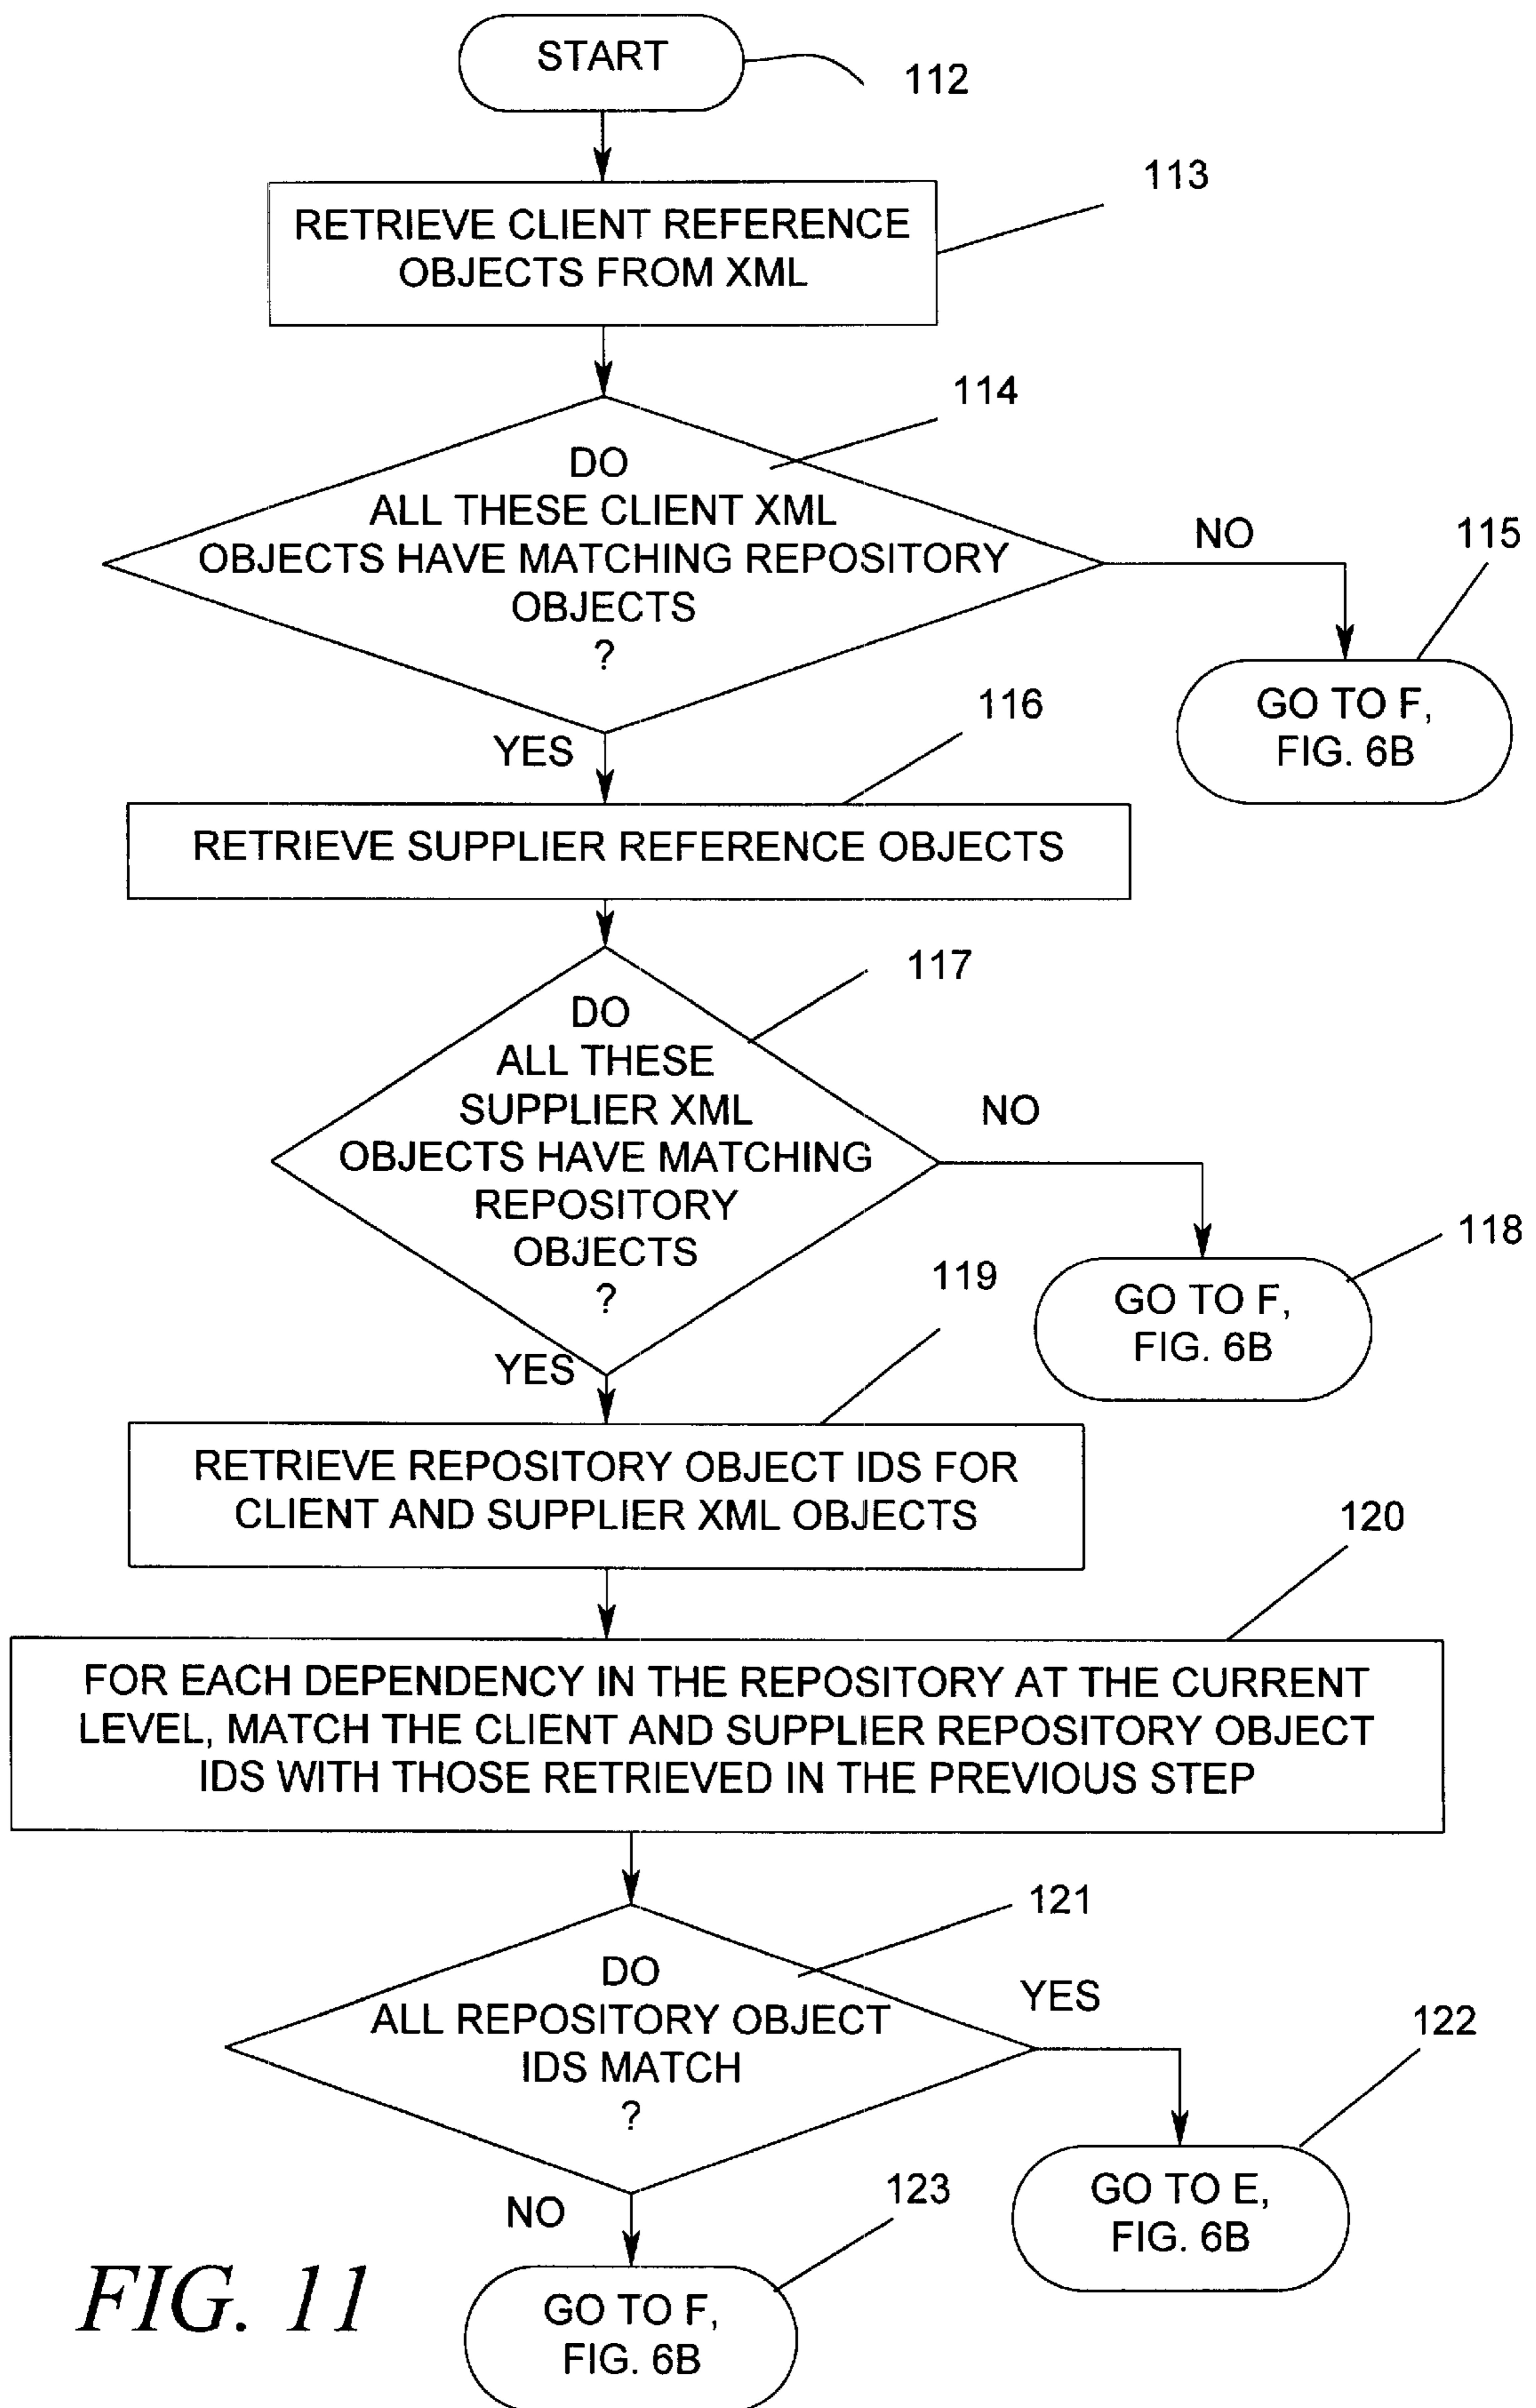 START
112
113
RETRIEVE CLIENT REFERENCE
OBJECTS FROM XML
114
DO
ALL THESE CLIENT XML
OBJECTS HAVE MATCHING REPOSITORY
OBJECTS
?
NO
115
GO TO F,
FIG. 6B
YES
116
RETRIEVE SUPPLIER REFERENCE OBJECTS
117
DO
ALL THESE
SUPPLIER XML
OBJECTS HAVE MATCHING
REPOSITORY
OBJECTS
?
NO
118
GO TO F,
FIG. 6B
YES
119
RETRIEVE REPOSITORY OBJECT IDS FOR
CLIENT AND SUPPLIER XML OBJECTS
120
FOR EACH DEPENDENCY IN THE REPOSITORY AT THE CURRENT
LEVEL, MATCH THE CLIENT AND SUPPLIER REPOSITORY OBJECT
IDS WITH THOSE RETRIEVED IN THE PREVIOUS STEP
121
DO
ALL REPOSITORY OBJECT
IDS MATCH
?
YES
122
GO TO E,
FIG. 6B
NO
123
GO TO F,
FIG. 6B
FIG. 11